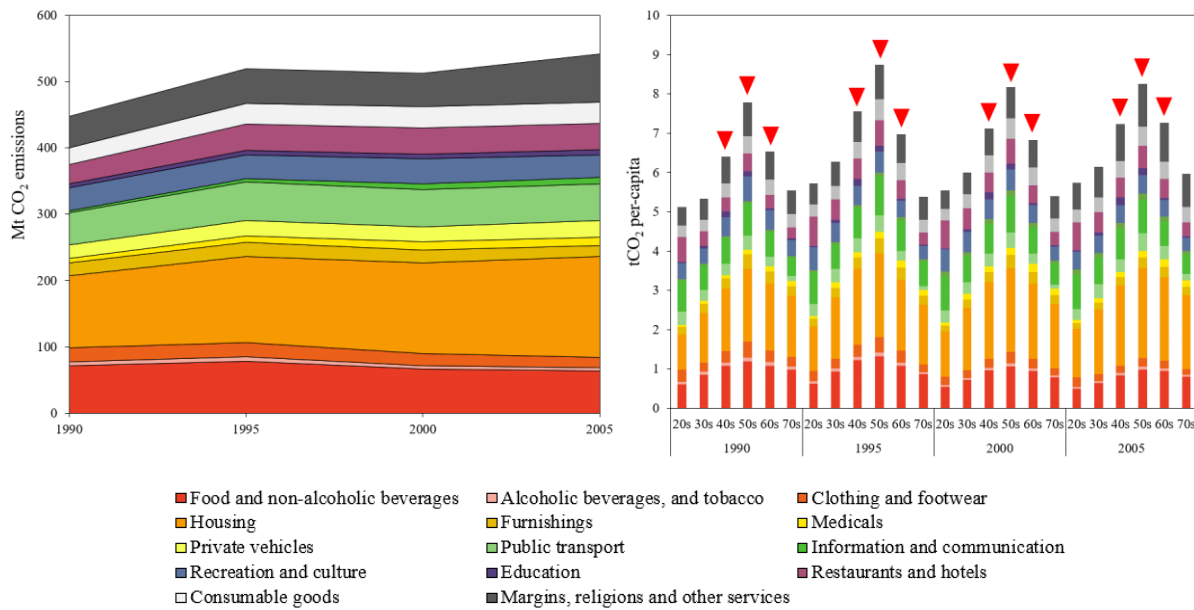 600
500
400
300
200
100
0
Mt CO2 emissions
1990 1995 2000 2005
10
9
8
7
6
5
4
3
2
1
0
tCO2 per-capita
20s 30s 40s 50s 60s 70s 20s 30s 40s 50s 60s 70s 20s 30s 40s 50s 60s 70s 20s 30s 40s 50s 60s 70s
1990 1995 2000 2005
Food and non-alcoholic beverages Alcoholic beverages, and tobacco Clothing and footwear
Housing Furnishings Medicals
Private vehicles Public transport Information and communication
Recreation and culture Education Restaurants and hotels
Consumable goods Margins, religions and other services